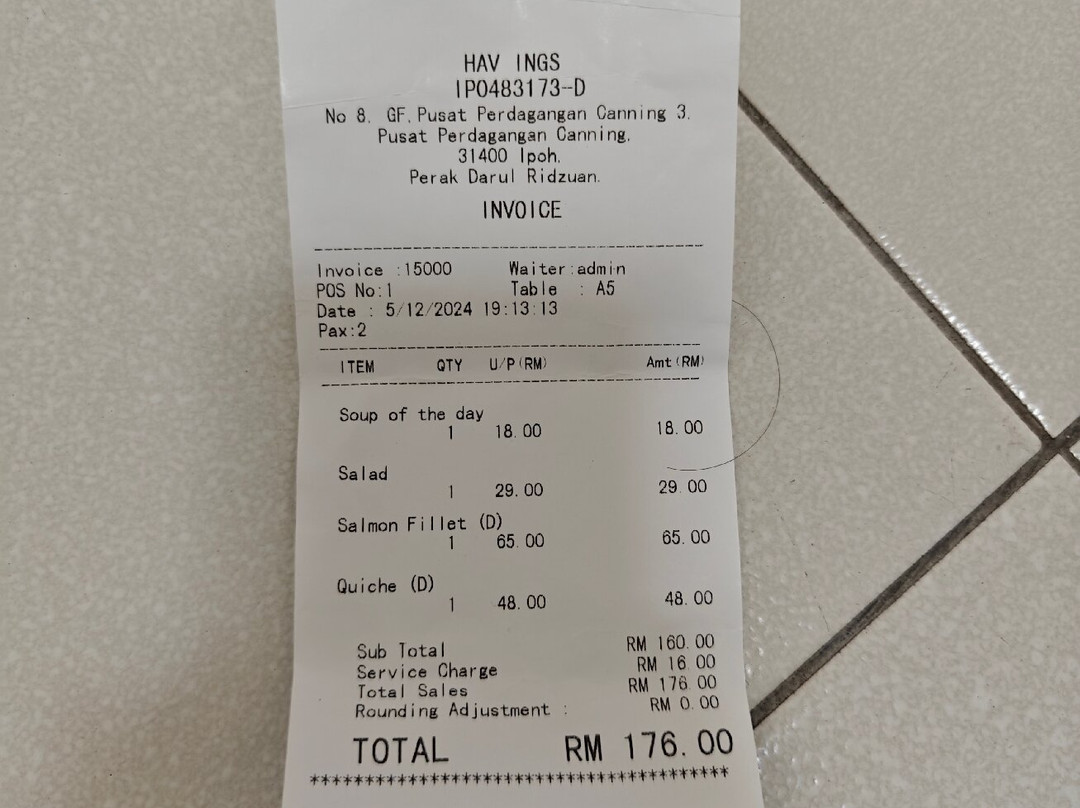 HAV INGS
IPO483173-D
No 8, GF, Pusat Perdagangan Canning 3,
Pusat Perdagangan Canning,
31400 Ipoh,
Perak Darul Ridzuan.
INVOICE
Invoice :15000 Waiter:admin
POS No:1 Table : A5
Date : 5/12/2024 19:13:13
Pax:2
ITEM QTY U/P(RM) Amt(RM)
Soup of the day
1 18.00 18.00
Salad
1 29.00 29.00
Salmon Fillet (D)
1 65.00 65.00
Quiche (D)
1 48.00 48.00
Sub Total RM 160.00
Service Charge RM 16.00
Total Sales RM 176.00
Rounding Adjustment : RM 0.00
TOTAL RM 176.00
**************************************